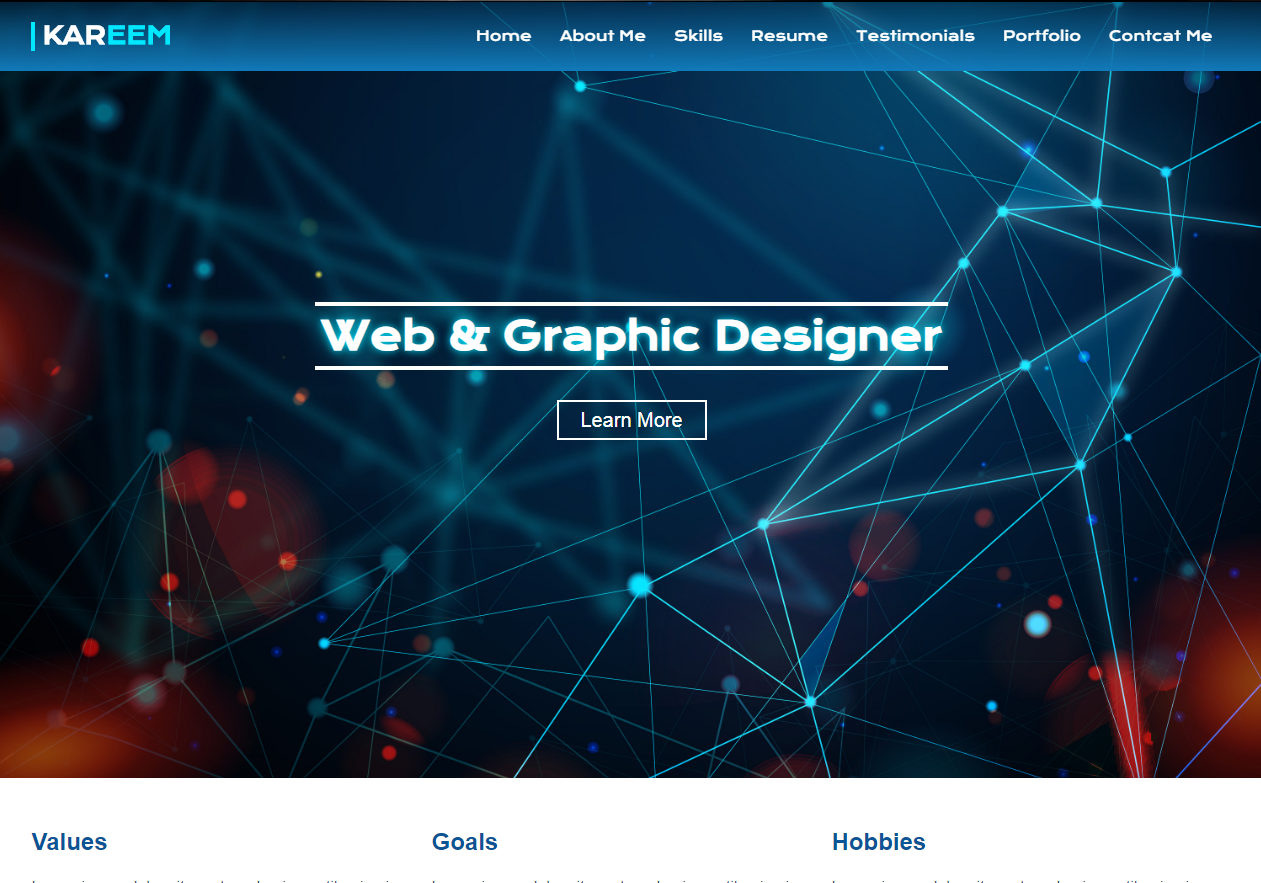 KAREEM
Home About Me Skills Resume Testimonials Portfolio Contcat Me
Web & Graphic Designer
Learn More
Values Goals Hobbies